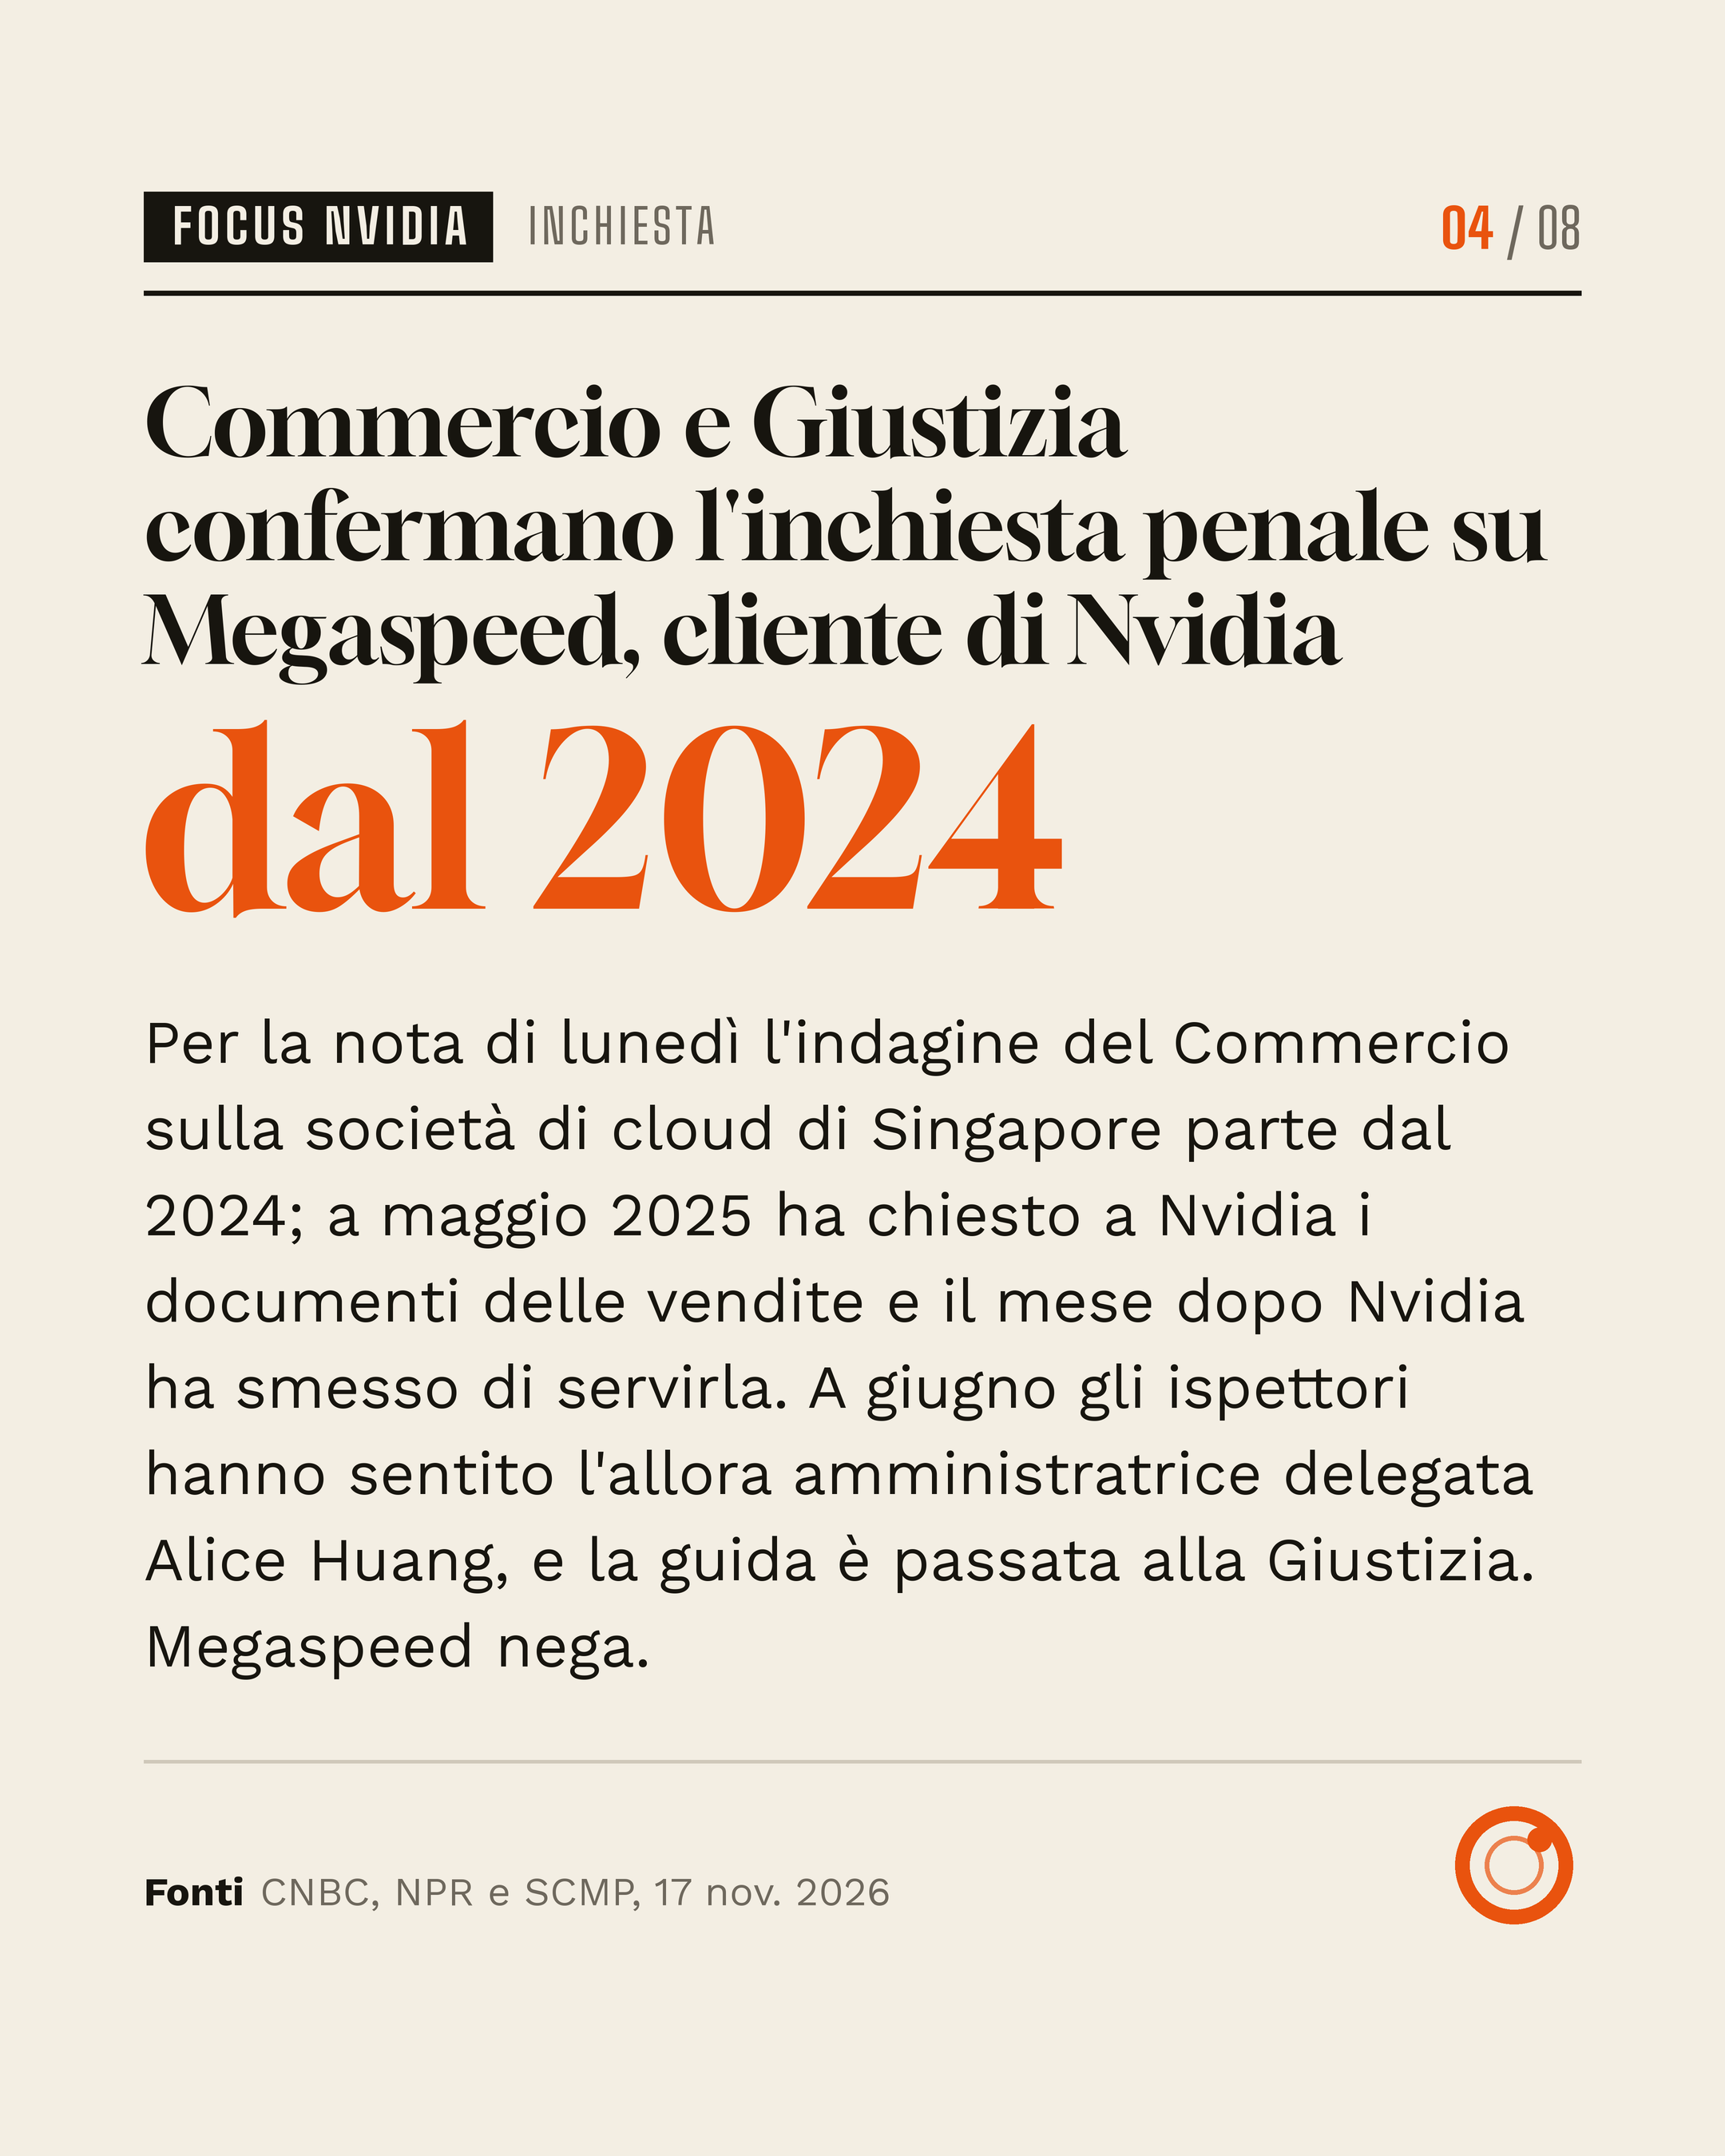 FOCUS NVIDIA INCHIESTA 04 / 08
Commercio e Giustizia
confermano l'inchiesta penale su
Megaspeed, cliente di Nvidia
dal 2024
Per la nota di lunedì l'indagine del Commercio
sulla società di cloud di Singapore parte dal
2024; a maggio 2025 ha chiesto a Nvidia i
documenti delle vendite e il mese dopo Nvidia
ha smesso di servirla. A giugno gli ispettori
hanno sentito l'allora amministratrice delegata
Alice Huang, e la guida è passata alla Giustizia.
Megaspeed nega.
Fonti CNBC, NPR e SCMP, 17 nov. 2026